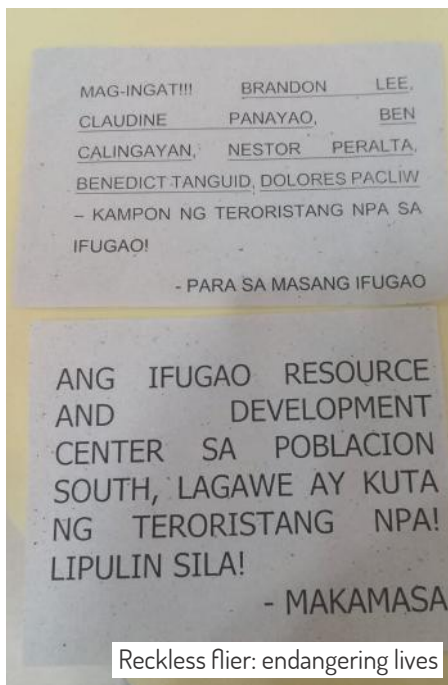 MAG-INGAT!!! BRANDON LEE,
CLAUDINE PANAYAO, BEN
CALINGAYAN, NESTOR PERALTA,
BENEDICT TANGUID, DOLORES PACLIW
– KAMPON NG TERORISTANG NPA SA
IFUGAO!
- PARA SA MASANG IFUGAO
ANG IFUGAO RESOURCE
AND DEVELOPMENT
CENTER SA POBLACION
SOUTH, LAGAWE AY KUTA
NG TERORISTANG NPA!
LIPULIN SILA!
- MAKAMASA
Reckless flier: endangering lives